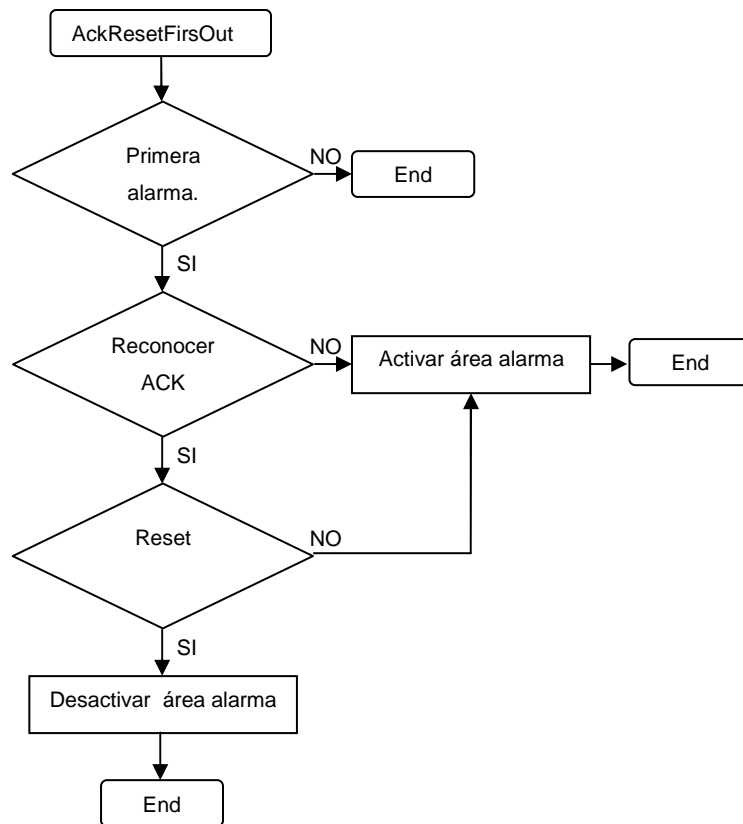 AckResetFirsOut
Primera
alarma.
NO
End
SI
Reconocer
ACK
NO
Activar área alarma
End
SI
Reset
NO
SI
Desactivar área alarma
End